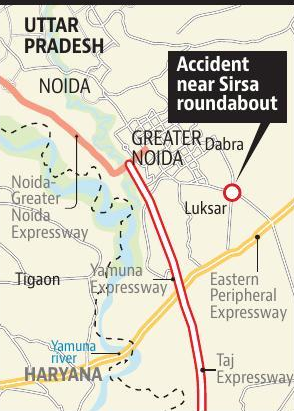 UTTAR
PRADESH
NOIDA
Accident
near Sirsa
roundabout
GREATER
NOIDA
Dabra
Noida-
Greater
Noida
Expressway
Luksar
Tigaon
Yamuna
Expressway
Eastern
Peripheral
Expressway
Yamuna
river
HARYANA
Taj
Expressway